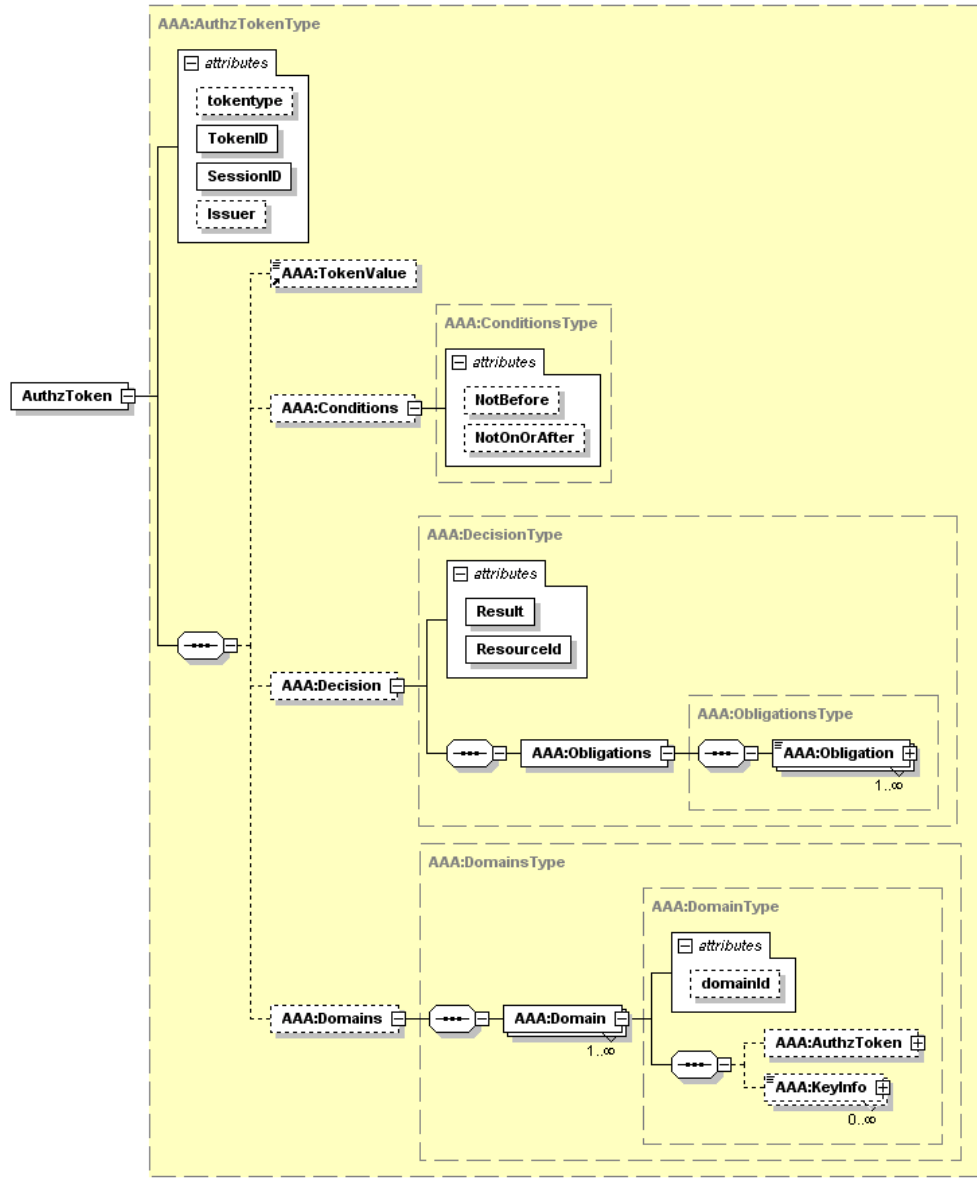 AAA:AuthzTokenType
attributes
tokentype
TokenID
SessionID
Issuer
AAA:TokenValue
AAA:ConditionsType
attributes
NotBefore
NotOnOrAfter
AuthzToken
AAA:Conditions
AAA:DecisionType
attributes
Result
ResourceId
AAA:Decision
AAA:ObligationsType
AAA:Obligations
AAA:Obligation
1..∞
AAA:DomainsType
AAA:DomainType
attributes
domainId
AAA:Domains
AAA:Domain
1..∞
AAA:AuthzToken
AAA:KeyInfo
0..∞